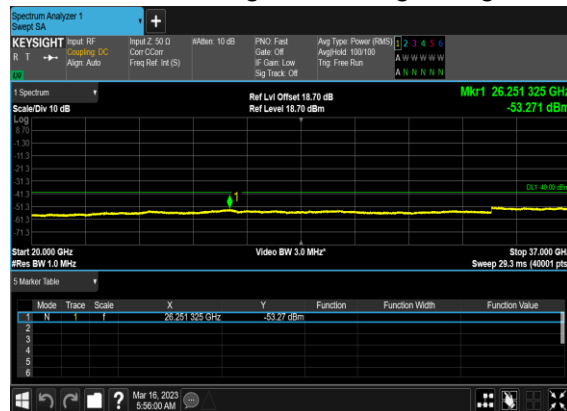 Spectrum Analyzer 1
Swept SA
KEYSIGHT Input: RF Input Z: 50 Ω #Atten: 10 dB PNO: Fast Avg Type: Power (RMS) 1 2 3 4 5 6
R T Coupling: DC Corr CCorr Gate: Off Avg|Hold: 100/100 A W W W W W
Align: Auto Freq Ref: Int (S) IF Gain: Low Trig: Free Run
Sig Track: Off A N N N N N
1 Spectrum Ref Lvl Offset 18.70 dB Mkr1 26.251 325 GHz
Scale/Div 10 dB Ref Level 18.70 dBm -53.271 dBm
Log
8.70
-1.30
-11.3
-21.3
-31.3
-41.3 DL1 -40.00 dBm
-51.3 1
-61.3
-71.3
Start 20.000 GHz Video BW 3.0 MHz* Stop 37.000 GHz
#Res BW 1.0 MHz Sweep 29.3 ms (40001 pts)
5 Marker Table
Mode Trace Scale X Y Function Function Width Function Value
1 N 1 f 26.251 325 GHz -53.27 dBm
2
3
4
5
6
? Mar 16, 2023
5:56:00 AM